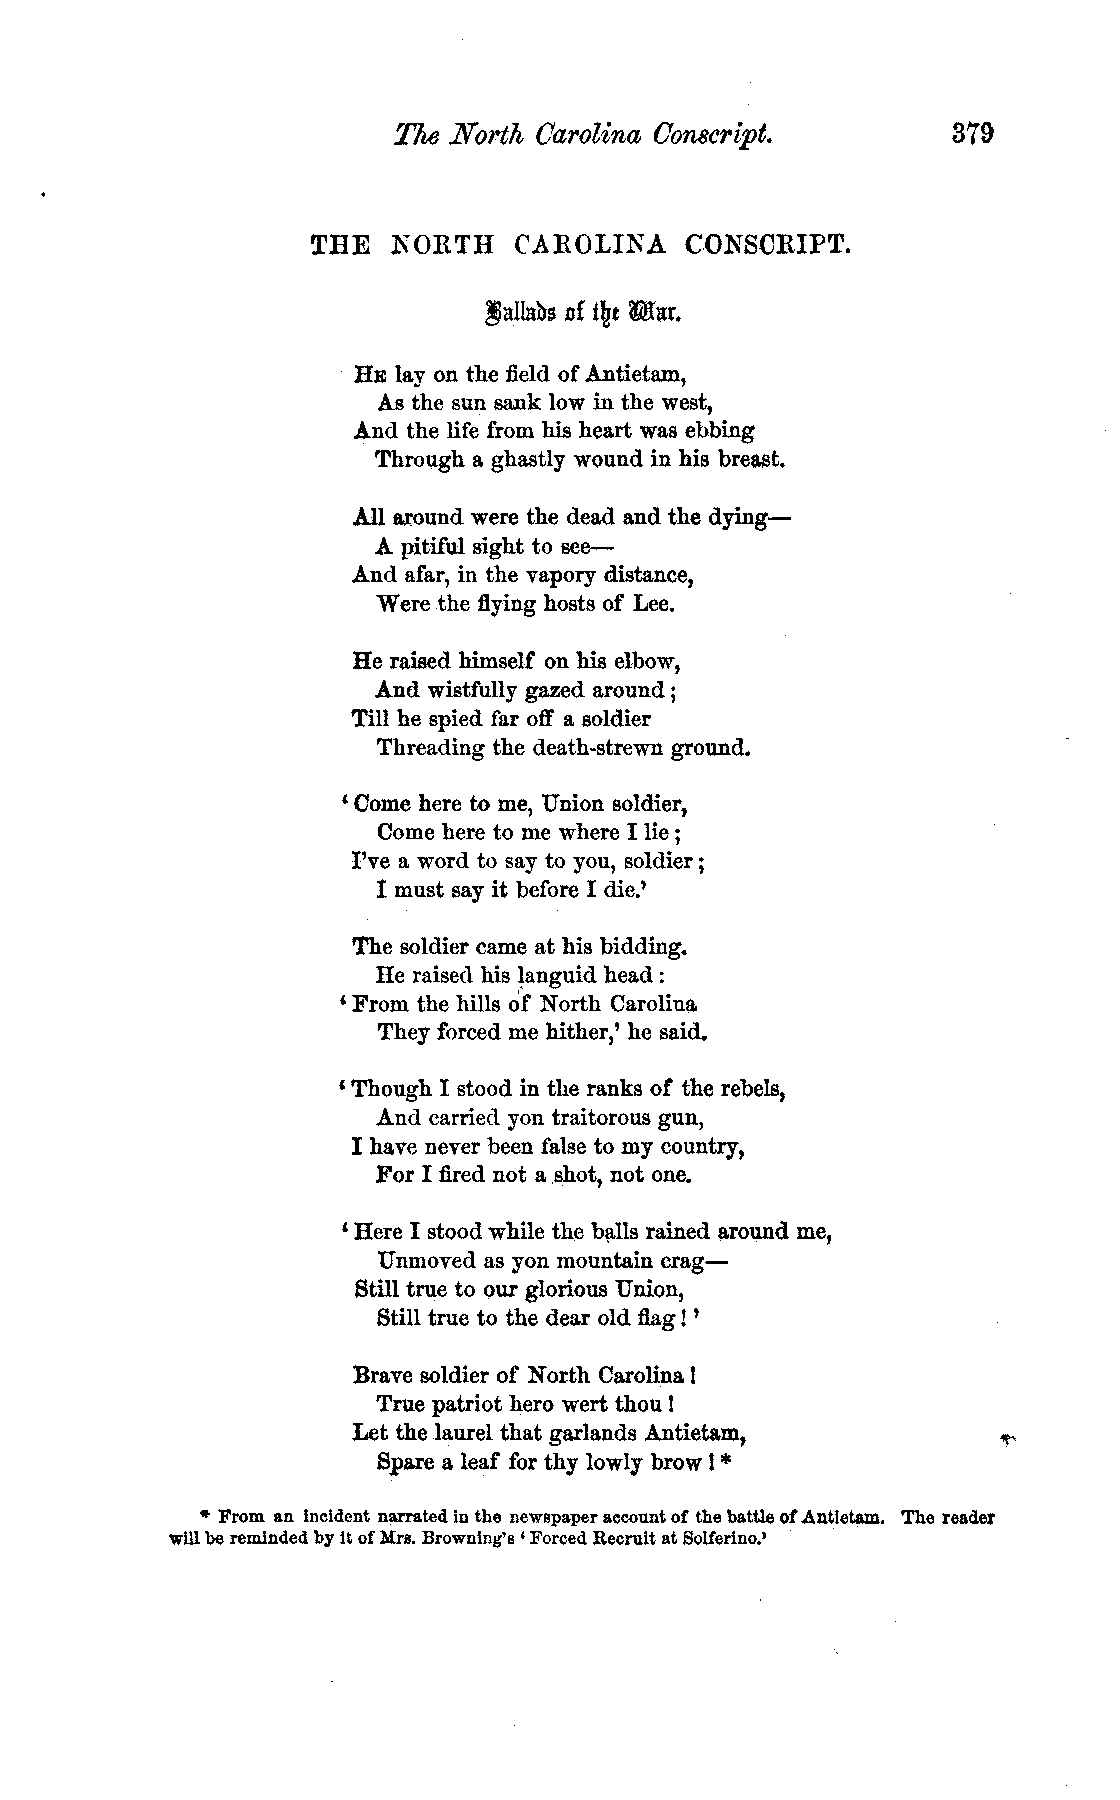 The North Carolina Conscript. 379
THE NORTH CAROLINA CONSCRIPT.
Ballads of the War.
HE lay on the field of Antietam,
As the sun sank low in the west,
And the life from his heart was ebbing
Through a ghastly wound in his breast.
All around were the dead and the dying—
A pitiful sight to see—
And afar, in the vapory distance,
Were the flying hosts of Lee.
He raised himself on his elbow,
And wistfully gazed around;
Till he spied far off a soldier
Threading the death-strewn ground.
‘Come here to me, Union soldier,
Come here to me where I lie;
I’ve a word to say to you, soldier;
I must say it before I die.’
The soldier came at his bidding.
He raised his languid head:
‘From the hills of North Carolina
They forced me hither,’ he said.
‘Though I stood in the ranks of the rebels,
And carried yon traitorous gun,
I have never been false to my country,
For I fired not a shot, not one.
‘Here I stood while the balls rained around me,
Unmoved as yon mountain crag—
Still true to our glorious Union,
Still true to the dear old flag!’
Brave soldier of North Carolina!
True patriot hero wert thou!
Let the laurel that garlands Antietam,
Spare a leaf for thy lowly brow!*
* From an incident narrated in the newspaper account of the battle of Antietam. The reader
will be reminded by it of Mrs. Browning’s ‘Forced Recruit at Solferino.’